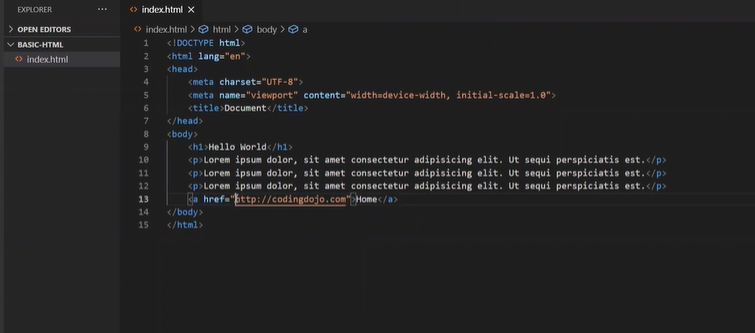 EXPLORER ···
index.html ×
OPEN EDITORS
BASIC-HTML
<> index.html
<> index.html > html > body > a
1 <!DOCTYPE html>
2 <html lang="en">
3 <head>
4 <meta charset="UTF-8">
5 <meta name="viewport" content="width=device-width, initial-scale=1.0">
6 <title>Document</title>
7 </head>
8 <body>
9 <h1>Hello World</h1>
10 <p>Lorem ipsum dolor, sit amet consectetur adipisicing elit. Ut sequi perspiciatis est.</p>
11 <p>Lorem ipsum dolor, sit amet consectetur adipisicing elit. Ut sequi perspiciatis est.</p>
12 <p>Lorem ipsum dolor, sit amet consectetur adipisicing elit. Ut sequi perspiciatis est.</p>
13 <a href="http://codingdojo.com">Home</a>
14 </body>
15 </html>